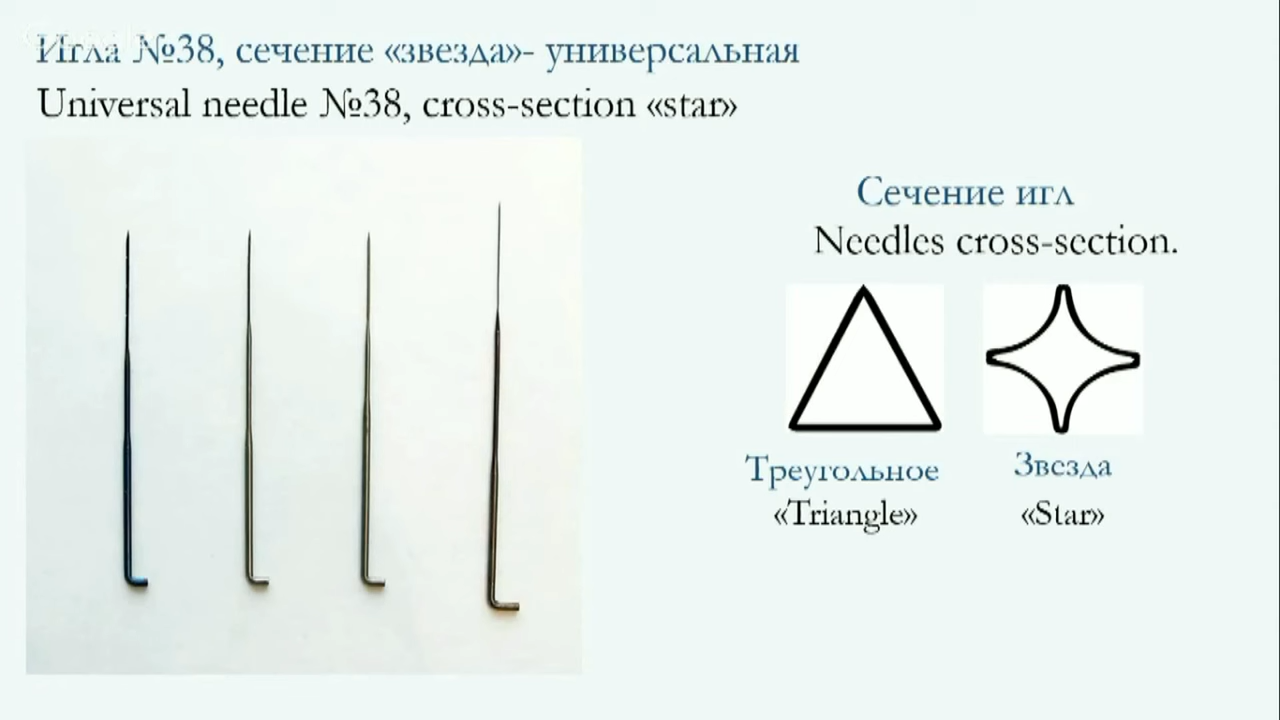 Игла №38, сечение «звезда»- универсальная
Universal needle №38, cross-section «star»
Сечение игл
Needles cross-section.
Треугольное
Звезда
«Triangle»
«Star»